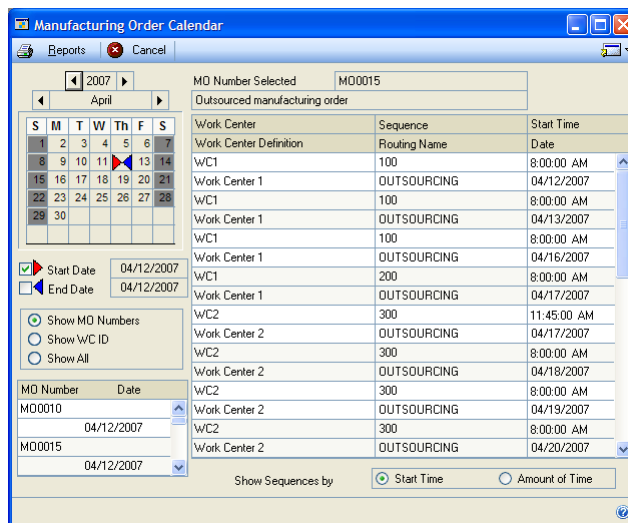 Manufacturing Order Calendar
Reports Cancel
2007
April
S M T W Th F S
1 2 3 4 5 6 7
8 9 10 11 13 14
15 16 17 18 19 20 21
22 23 24 25 26 27 28
29 30
Start Date 04/12/2007
End Date 04/12/2007
Show MO Numbers
Show WC ID
Show All
MO Number Date
MO0010
04/12/2007
MO0015
04/12/2007
MO Number Selected MO0015
Outsourced manufacturing order
Work Center Sequence Start Time
Work Center Definition Routing Name Date
WC1 100 8:00:00 AM
Work Center 1 OUTSOURCING 04/12/2007
WC1 100 8:00:00 AM
Work Center 1 OUTSOURCING 04/13/2007
WC1 100 8:00:00 AM
Work Center 1 OUTSOURCING 04/16/2007
WC1 200 8:00:00 AM
Work Center 1 OUTSOURCING 04/17/2007
WC2 300 11:45:00 AM
Work Center 2 OUTSOURCING 04/17/2007
WC2 300 8:00:00 AM
Work Center 2 OUTSOURCING 04/18/2007
WC2 300 8:00:00 AM
Work Center 2 OUTSOURCING 04/19/2007
WC2 300 8:00:00 AM
Work Center 2 OUTSOURCING 04/20/2007
Show Sequences by Start Time Amount of Time